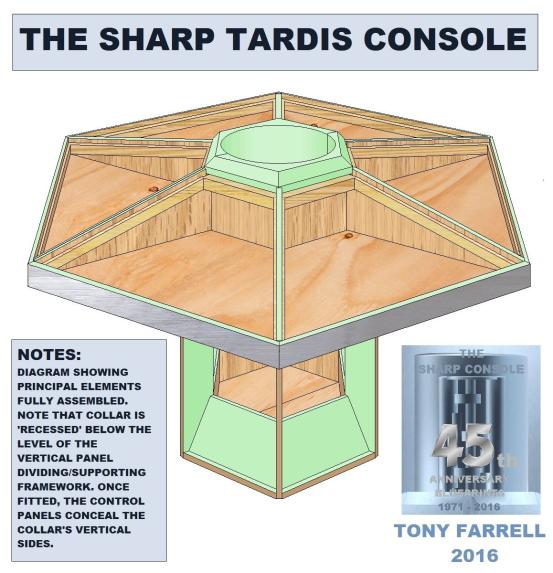 THE SHARP TARDIS CONSOLE
NOTES:
DIAGRAM SHOWING
PRINCIPAL ELEMENTS
FULLY ASSEMBLED.
NOTE THAT COLLAR IS
'RECESSED' BELOW THE
LEVEL OF THE
VERTICAL PANEL
DIVIDING/SUPPORTING
FRAMEWORK. ONCE
FITTED, THE CONTROL
PANELS CONCEAL THE
COLLAR'S VERTICAL
SIDES.
THE
SHARP CONSOLE
45th
ANNIVERSARY
BLUEPRINTS
1971 - 2016
TONY FARRELL
2016